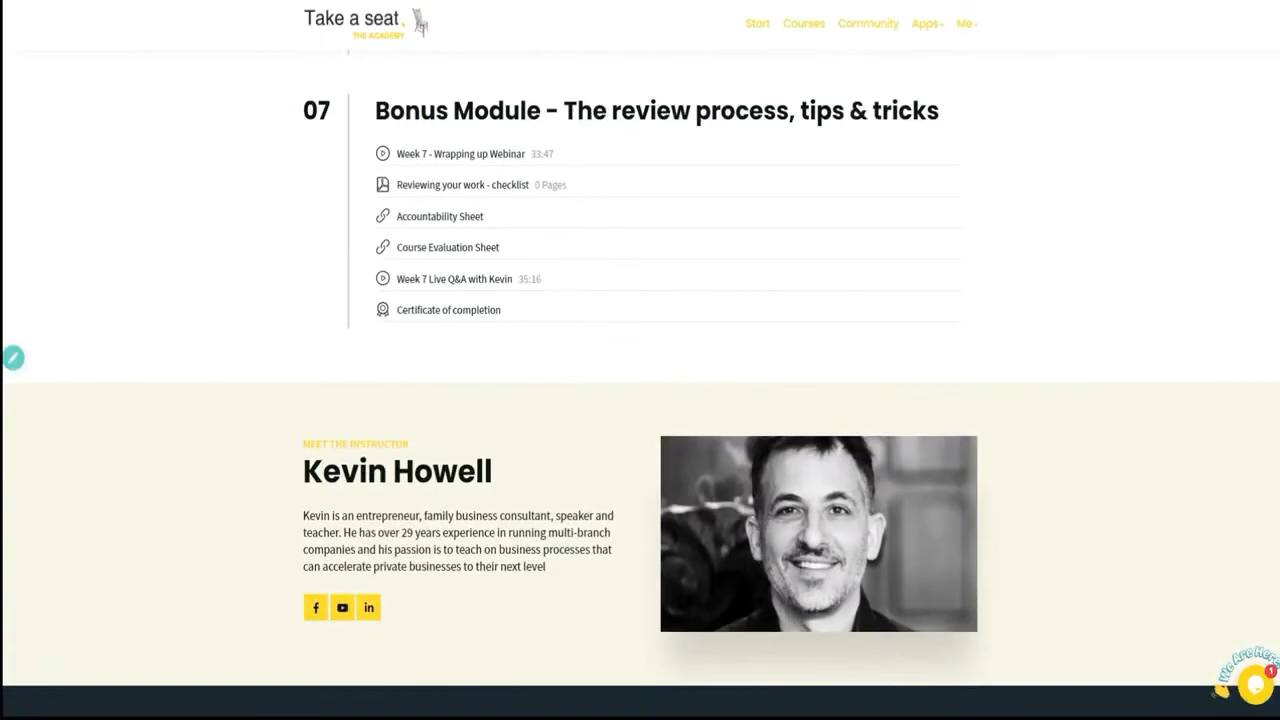 Take a seat.
THE ACADEMY
Start Courses Community Apps Me
07 Bonus Module - The review process, tips & tricks
Week 7 - Wrapping up Webinar 33:47
Reviewing your work - checklist 0 Pages
Accountability Sheet
Course Evaluation Sheet
Week 7 Live Q&A with Kevin 35:16
Certificate of completion
MEET THE INSTRUCTOR
Kevin Howell
Kevin is an entrepreneur, family business consultant, speaker and
teacher. He has over 29 years experience in running multi-branch
companies and his passion is to teach on business processes that
can accelerate private businesses to their next level
f in
We Are Here
1